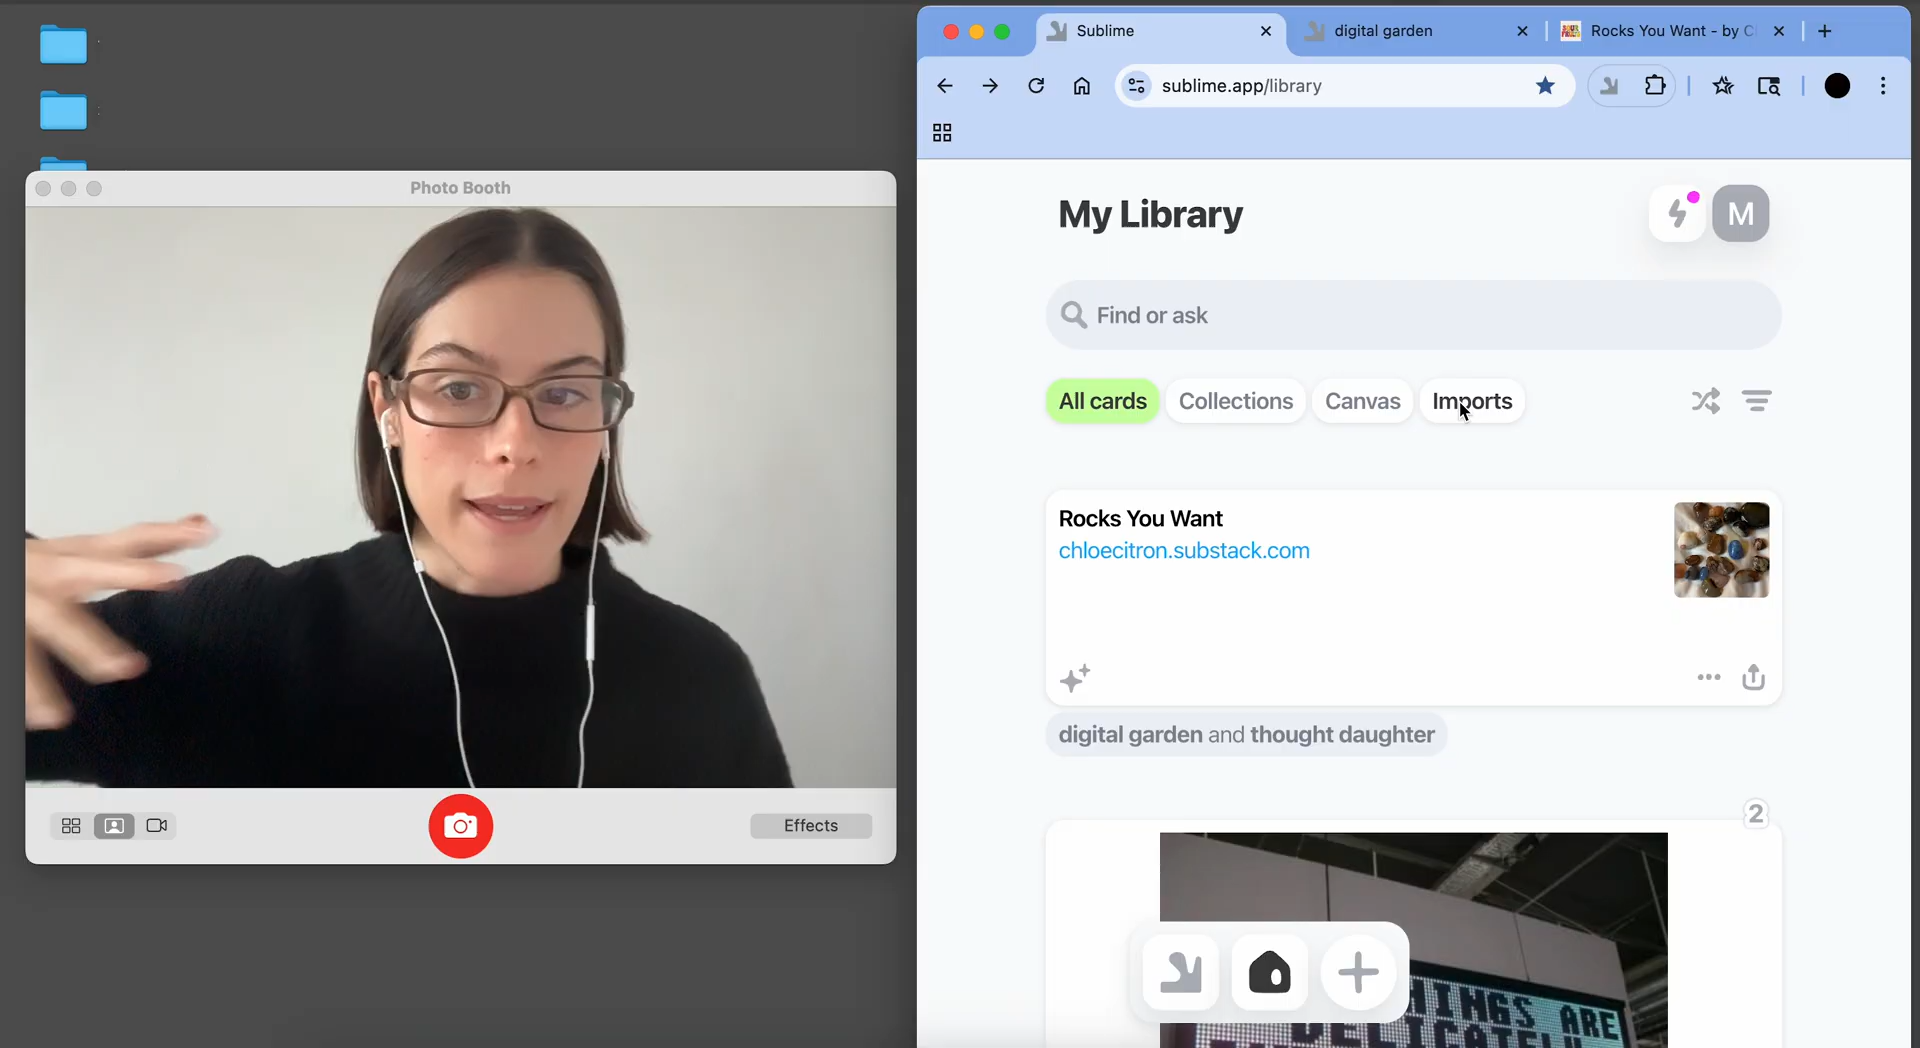 Photo Booth
Effects
Sublime
digital garden
Rocks You Want - by C
sublime.app/library
My Library
M
Find or ask
All cards
Collections
Canvas
Imports
Rocks You Want
chloecitron.substack.com
digital garden and thought daughter
2
THINGS ARE
DELICATELY